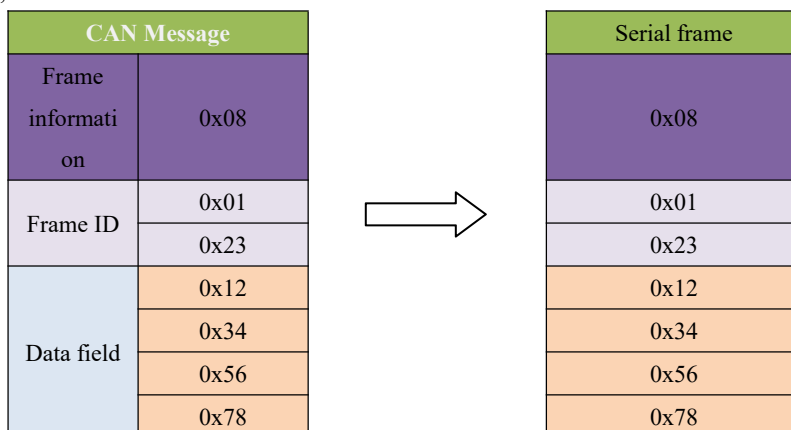 CAN Message
Serial frame
Frame
informati
on
0x08
0x08
Frame ID
0x01
0x01
0x23
0x23
Data field
0x12
0x12
0x34
0x34
0x56
0x56
0x78
0x78